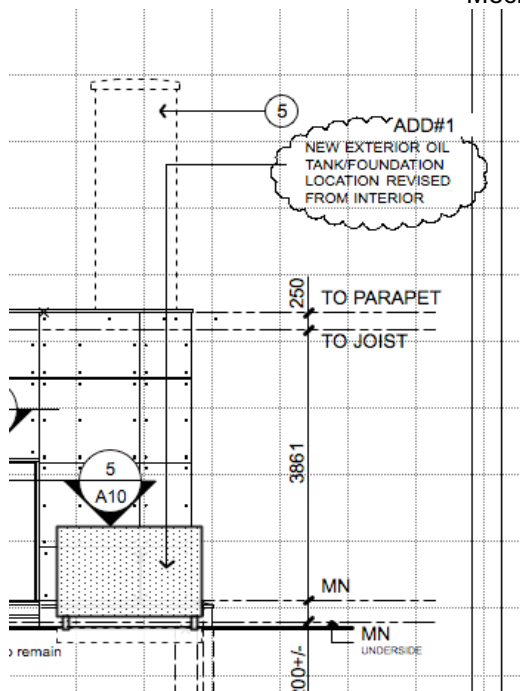 5
ADD#1
NEW EXTERIOR OIL
TANK/FOUNDATION
LOCATION REVISED
FROM INTERIOR
250
TO PARAPET
TO JOIST
3861
5
A10
MN
MN
UNDERSIDE
remain